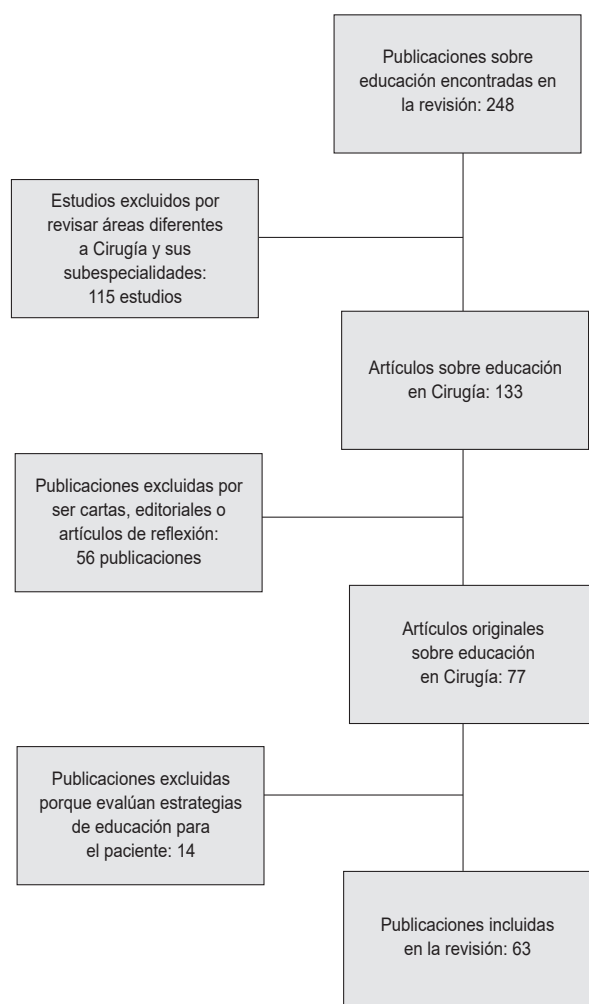 Publicaciones sobre
educación encontradas en
la revisión: 248
Estudios excluidos por
revisar áreas diferentes
a Cirugía y sus
subespecialidades:
115 estudios
Artículos sobre educación
en Cirugía: 133
Publicaciones excluidas por
ser cartas, editoriales o
artículos de reflexión:
56 publicaciones
Artículos originales
sobre educación
en Cirugía: 77
Publicaciones excluidas
porque evalúan estrategias
de educación para
el paciente: 14
Publicaciones incluidas
en la revisión: 63